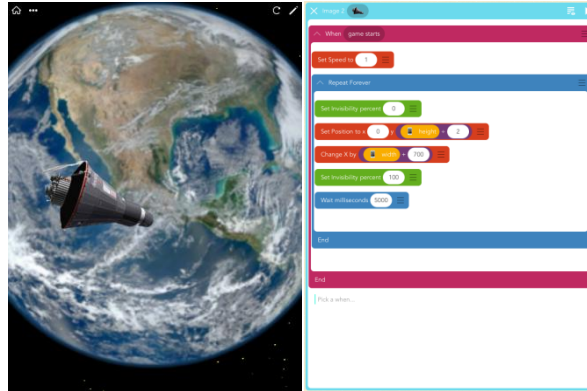 image 2
When game starts
Set Speed to 1
Repeat Forever
Set Invisibility percent 0
Set Position to x 0 y height ÷ 2
Change X by width + 700
Set Invisibility percent 100
Wait milliseconds 5000
End
End
Pick a when...